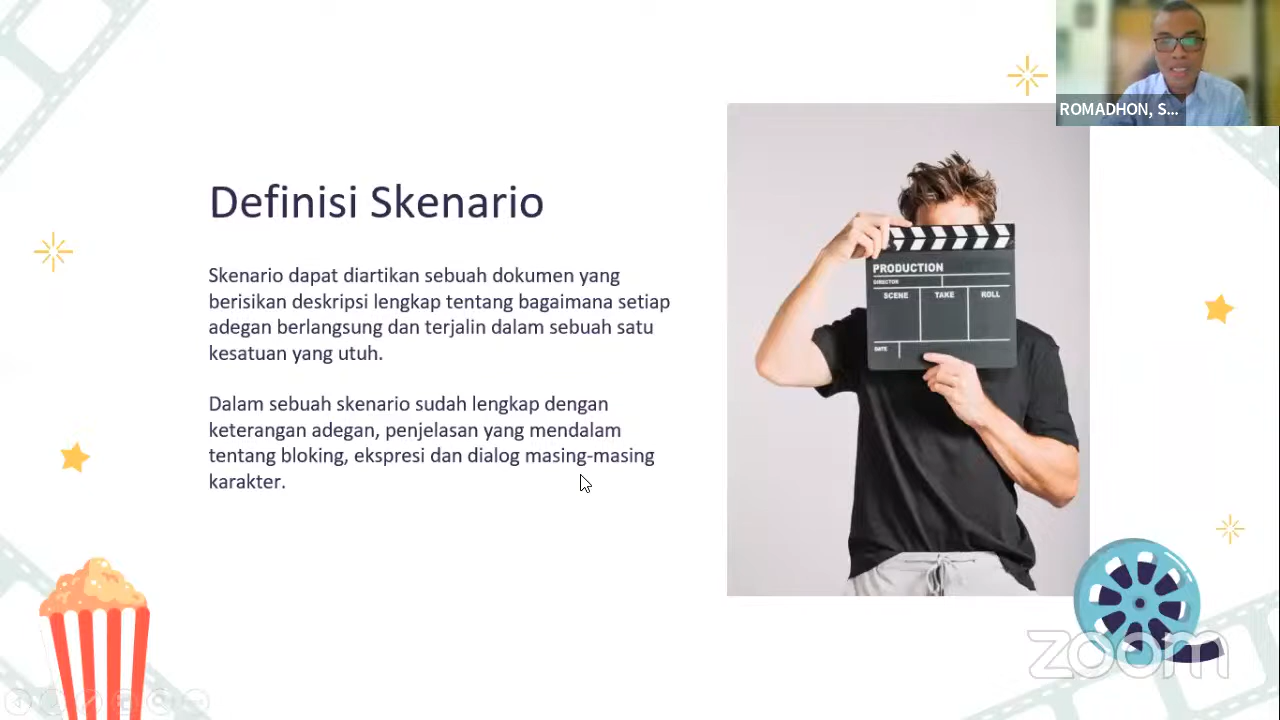 ROMADHON, S...
Definisi Skenario
Skenario dapat diartikan sebuah dokumen yang
berisikan deskripsi lengkap tentang bagaimana setiap
adegan berlangsung dan terjalin dalam sebuah satu
kesatuan yang utuh.
Dalam sebuah skenario sudah lengkap dengan
keterangan adegan, penjelasan yang mendalam
tentang bloking, ekspresi dan dialog masing-masing
karakter.
PRODUCTION
DIRECTOR
SCENE TAKE ROLL
DATE
zoom